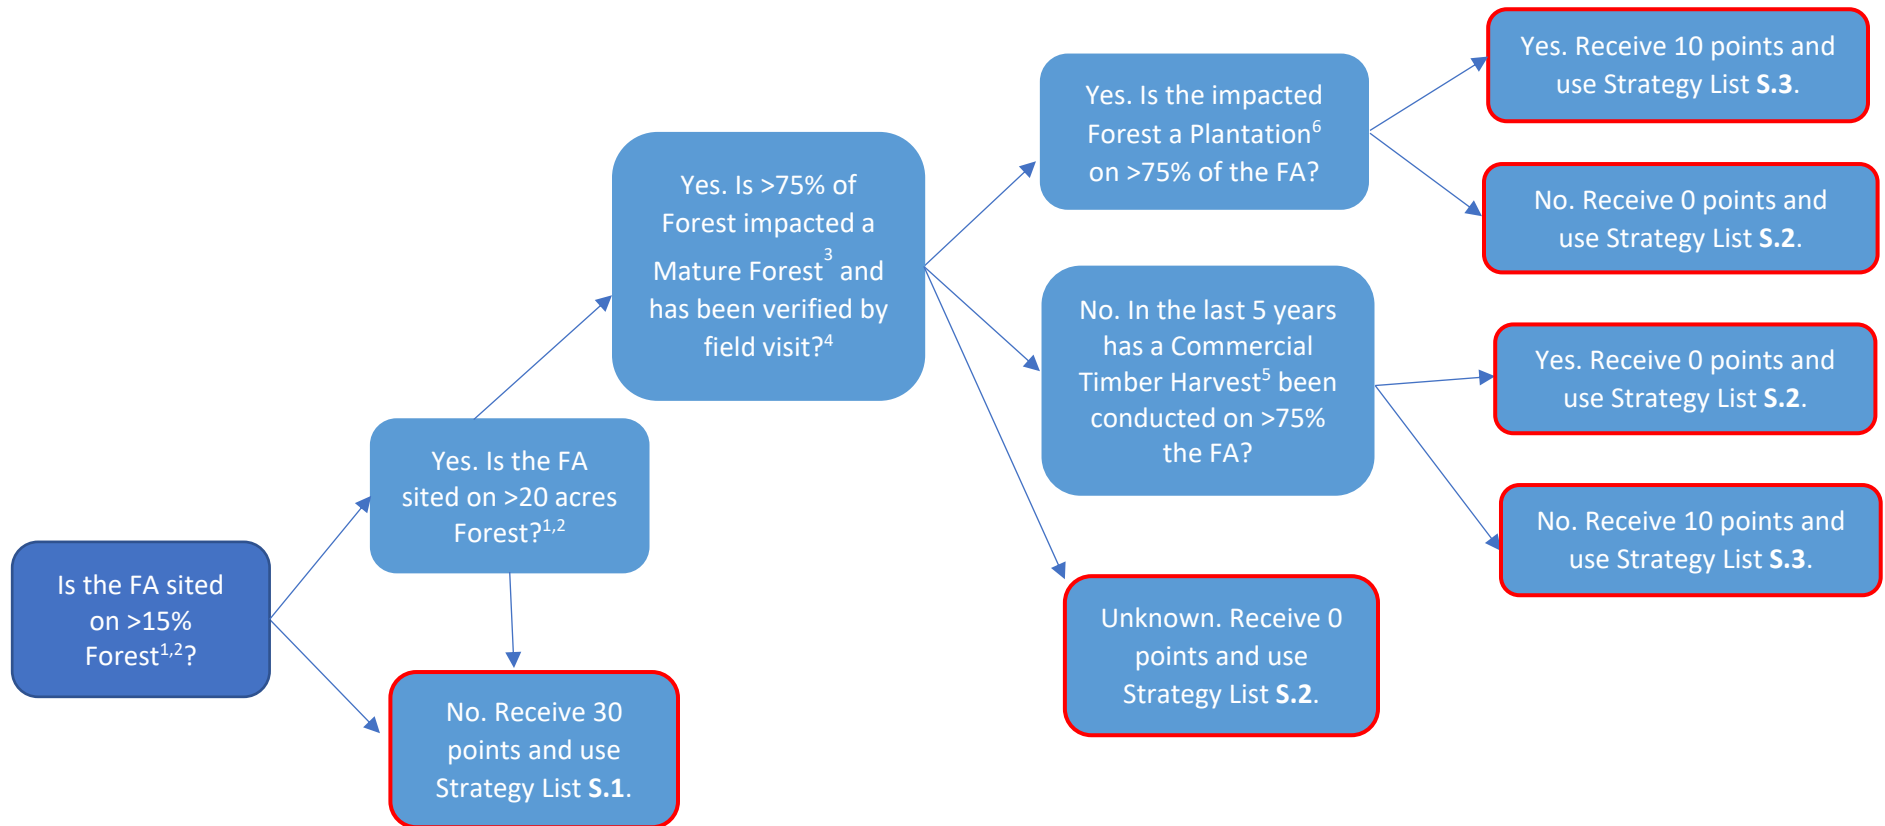 Is the FA sited
on >15%
Forest1,2?
Yes. Is the FA
sited on >20 acres
Forest?1,2
No. Receive 30
points and use
Strategy List S.1.
Yes. Is >75% of
Forest impacted a
Mature Forest3 and
has been verified by
field visit?4
Yes. Is the impacted
Forest a Plantation6
on >75% of the FA?
No. In the last 5 years
has a Commercial
Timber Harvest5 been
conducted on >75%
the FA?
Unknown. Receive 0
points and use
Strategy List S.2.
Yes. Receive 10 points and
use Strategy List S.3.
No. Receive 0 points and
use Strategy List S.2.
Yes. Receive 0 points and
use Strategy List S.2.
No. Receive 10 points and
use Strategy List S.3.